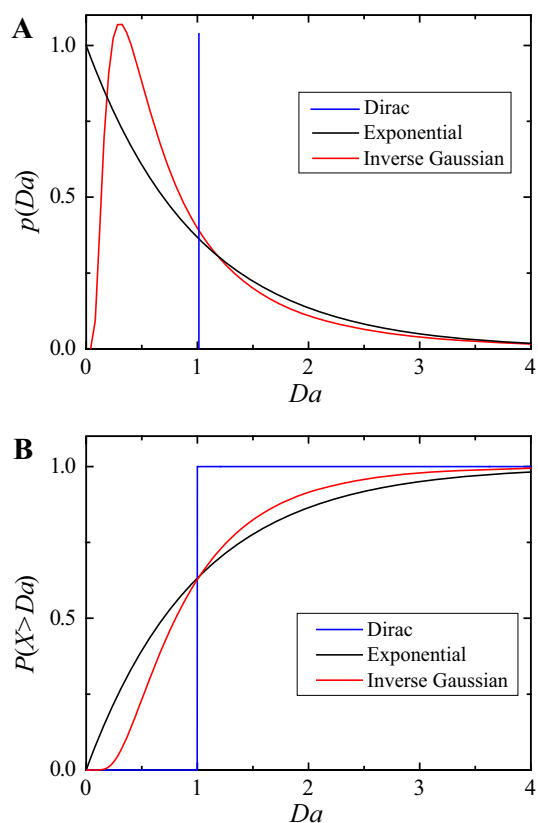 A
1.0
0.5
0.0
p(Da)
Dirac
Exponential
Inverse Gaussian
0 1 2 3 4
Da
B
1.0
0.5
0.0
P(X>Da)
Dirac
Exponential
Inverse Gaussian
0 1 2 3 4
Da